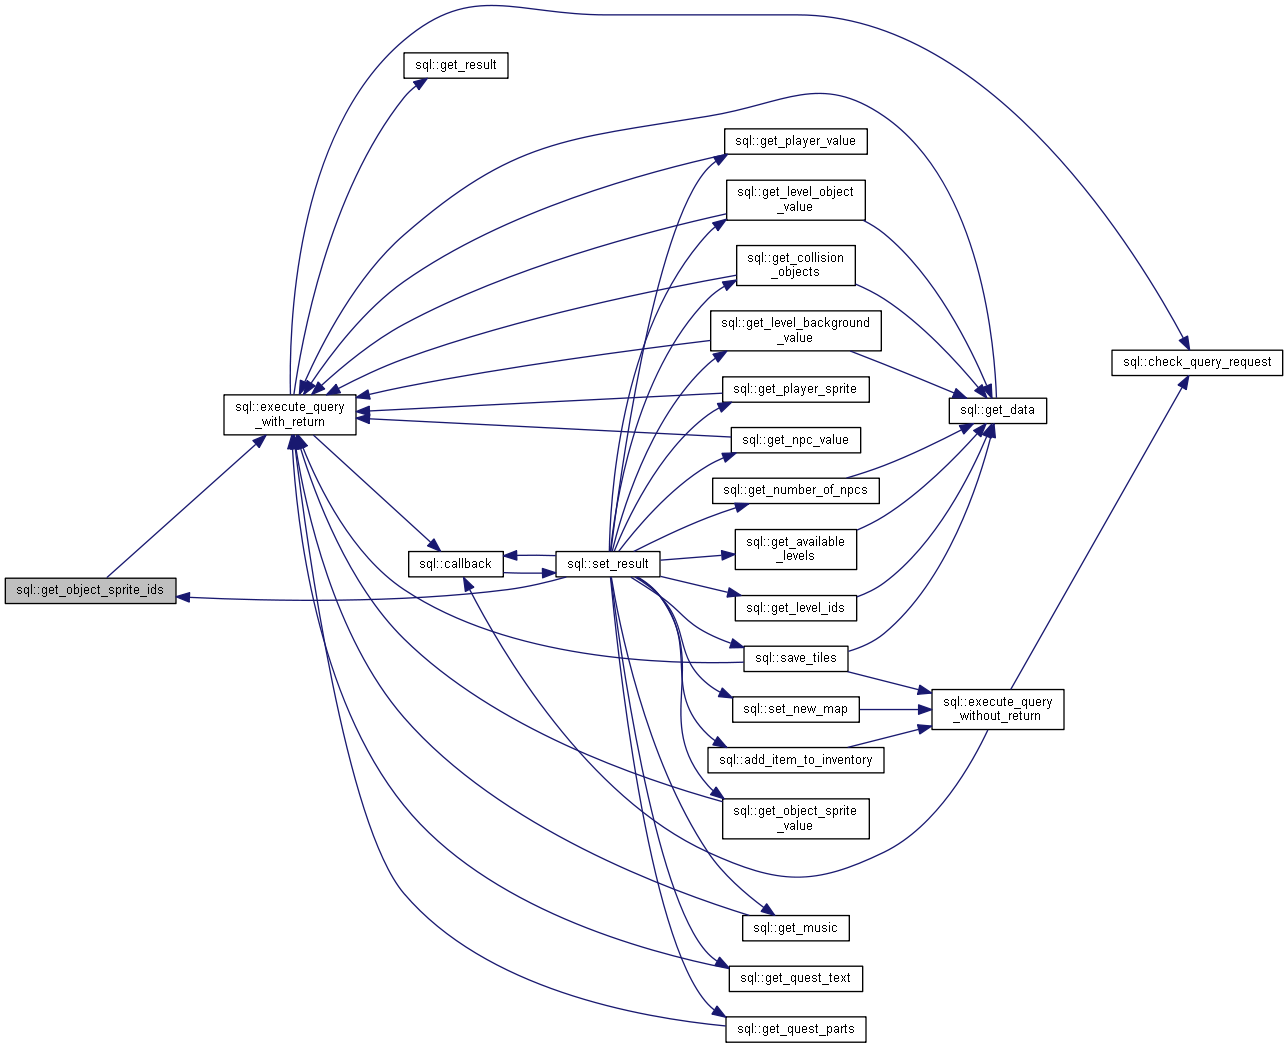 sql::get_result
sql::get_player_value
sql::get_level_object
_value
sql::get_collision
_objects
sql::get_level_background
_value
sql::check_query_request
sql::get_player_sprite
sql::execute_query
_with_return
sql::get_data
sql::get_npc_value
sql::get_number_of_npcs
sql::get_available
_levels
sql::callback
sql::set_result
sql::get_object_sprite_ids
sql::get_level_ids
sql::save_tiles
sql::set_new_map
sql::execute_query
_without_return
sql::add_item_to_inventory
sql::get_object_sprite
_value
sql::get_music
sql::get_quest_text
sql::get_quest_parts